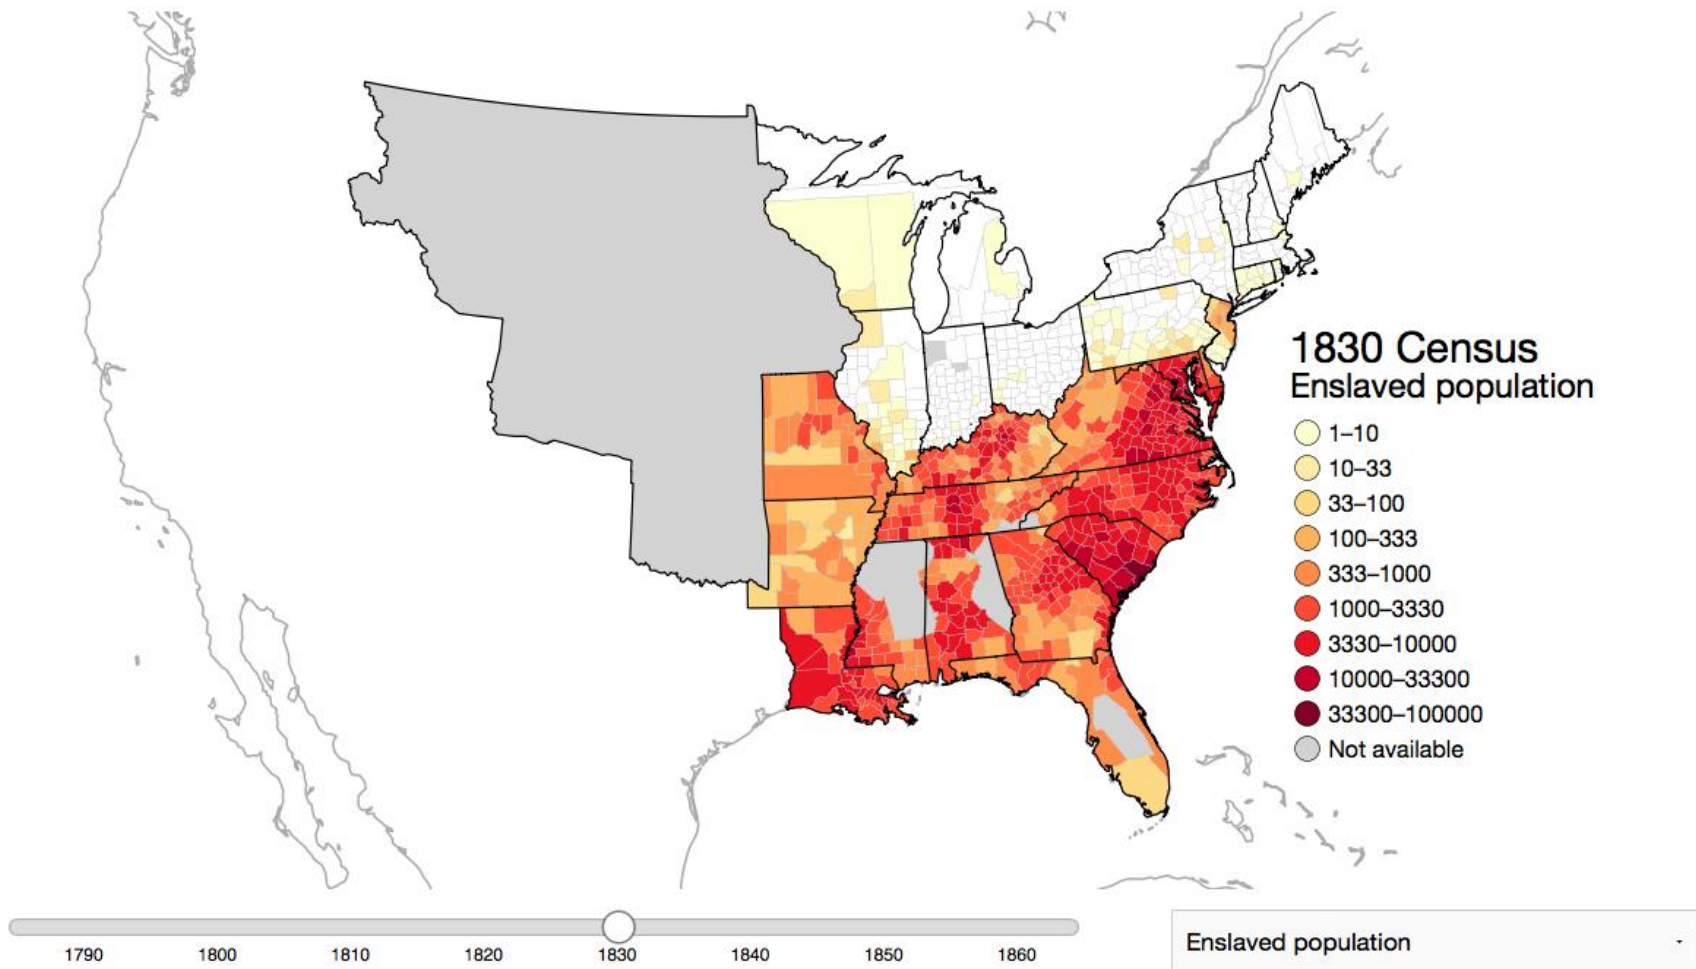 1830 Census
Enslaved population
1–10
10–33
33–100
100–333
333–1000
1000–3330
3330–10000
10000–33300
33300–100000
Not available
1790 1800 1810 1820 1830 1840 1850 1860
Enslaved population